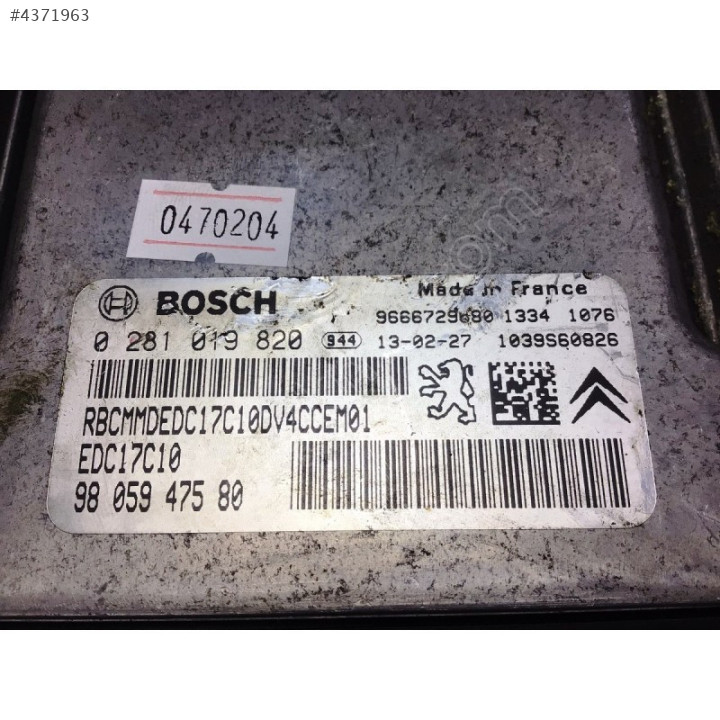 #4371963
0470204
BOSCH
Made in France
0 281 019 820
944
9666729680 1334 1076
13-02-27 1039S60826
RBCMMDEDC17C10DV4CCEM01
EDC17C10
98 059 475 80